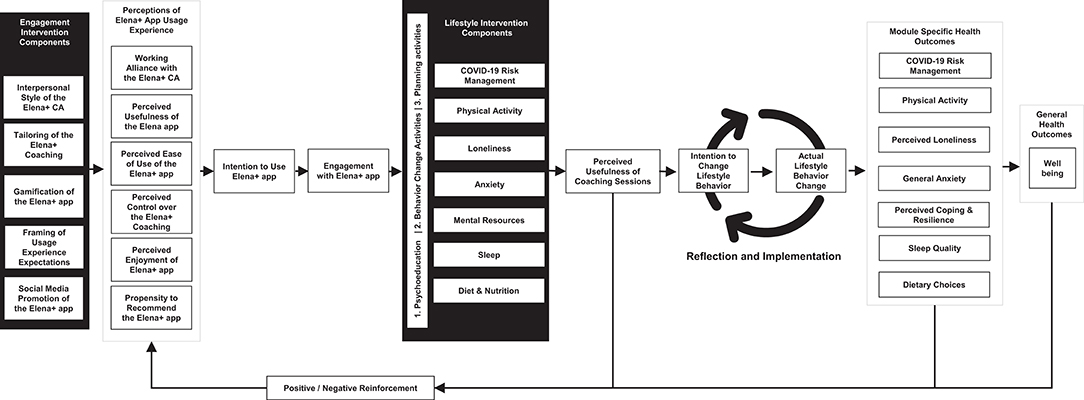 Engagement
Intervention
Components
Interpersonal
Style of the
Elena+ CA
Tailoring of the
Elena+
Coaching
Gamification of
the Elena+ app
Framing of
Usage
Experience
Expectations
Social Media
Promotion of
the Elena+ app
Perceptions of
Elena+ App Usage
Experience
Working
Alliance with
the Elena+ CA
Perceived
Usefulness of
the Elena app
Perceived Ease
of Use of the
Elena+ app
Perceived
Control over
the Elena+
Coaching
Perceived
Enjoyment of
Elena+ app
Propensity to
Recommend
the Elena+ app
Intention to Use
Elena+ app
Engagement
with Elena+ app
Lifestyle Intervention
Components
1. Psychoeducation | 2. Behavior Change Activities | 3. Planning activities
COVID-19 Risk
Management
Physical Activity
Loneliness
Anxiety
Mental Resources
Sleep
Diet & Nutrition
Perceived
Usefulness of
Coaching Sessions
Intention to
Change
Lifestyle
Behavior
Actual
Lifestyle
Behavior
Change
Reflection and Implementation
Module Specific Health
Outcomes
COVID-19 Risk
Management
Physical Activity
Perceived Loneliness
General Anxiety
Perceived Coping &
Resilience
Sleep Quality
Dietary Choices
General
Health
Outcomes
Well
being
Positive / Negative Reinforcement